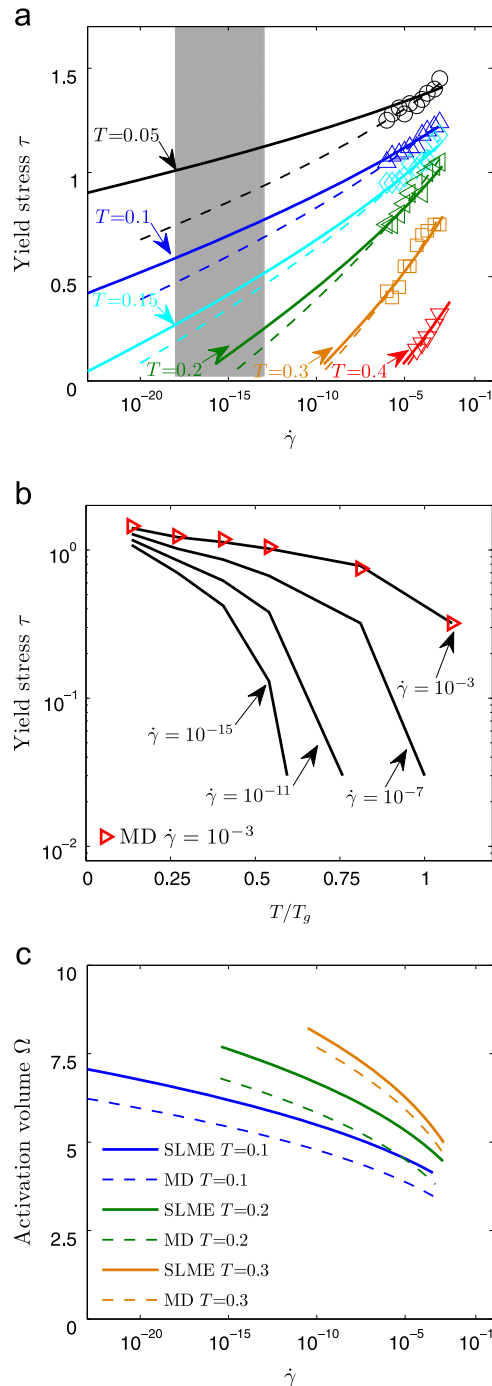 a
Yield stress τ
1.5
1
0.5
0
T=0.05
T=0.1
T=0.15
T=0.2
T=0.3
T=0.4
10⁻²⁰ 10⁻¹⁵ 10⁻¹⁰ 10⁻⁵ 10⁻¹
γ̇
b
Yield stress τ
10⁰
10⁻¹
10⁻²
γ̇ = 10⁻³
γ̇ = 10⁻¹⁵
γ̇ = 10⁻¹¹
γ̇ = 10⁻⁷
MD γ̇ = 10⁻³
0 0.25 0.5 0.75 1
T/T_g
c
Activation volume Ω
10
7.5
5
2.5
0
SLME T=0.1
MD T=0.1
SLME T=0.2
MD T=0.2
SLME T=0.3
MD T=0.3
10⁻²⁰ 10⁻¹⁵ 10⁻¹⁰ 10⁻⁵ 10⁻¹
γ̇